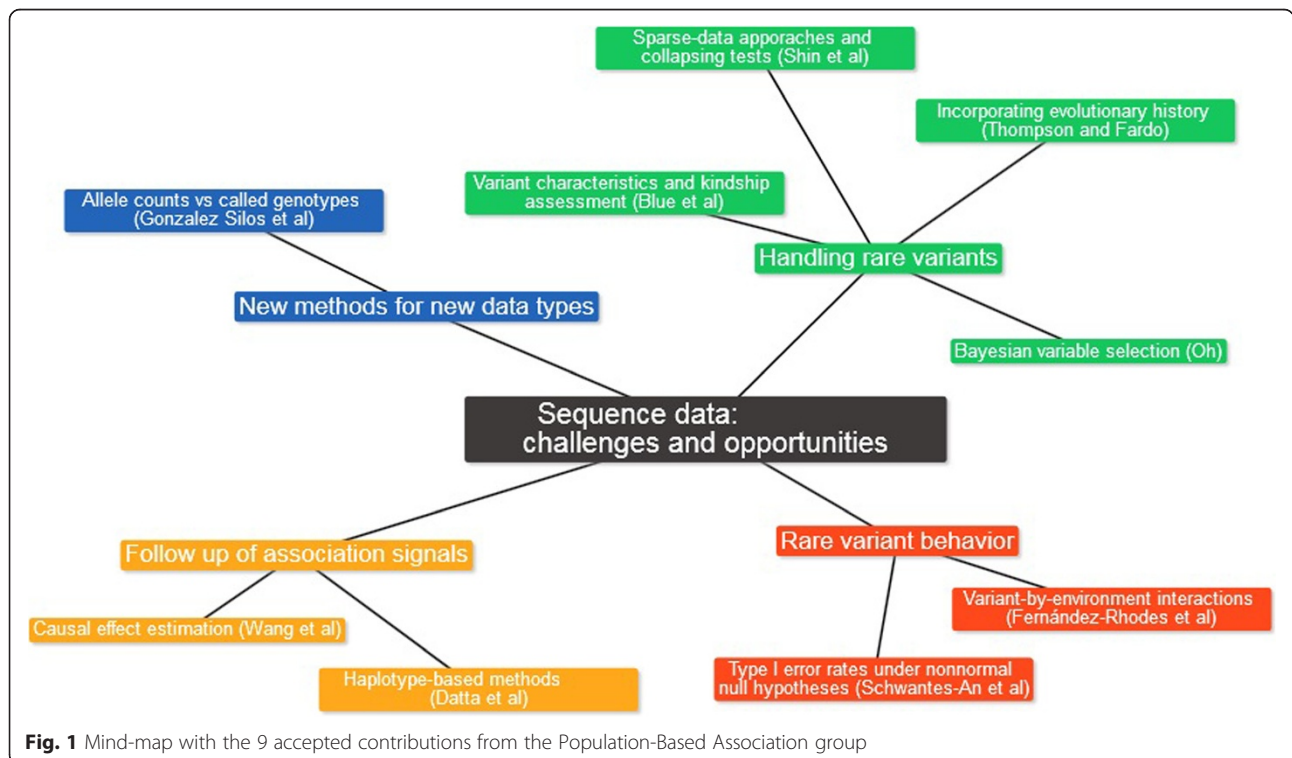 Sparse-data apporaches and
collapsing tests (Shin et al)
Incorporating evolutionary history
(Thompson and Fardo)
Variant characteristics and kindship
assessment (Blue et al)
Allele counts vs called genotypes
(Gonzalez Silos et al)
Handling rare variants
New methods for new data types
Bayesian variable selection (Oh)
Sequence data:
challenges and opportunities
Follow up of association signals
Rare variant behavior
Causal effect estimation (Wang et al)
Variant-by-environment interactions
(Fernández-Rhodes et al)
Haplotype-based methods
(Datta et al)
Type I error rates under nonnormal
null hypotheses (Schwantes-An et al)
Fig. 1 Mind-map with the 9 accepted contributions from the Population-Based Association group